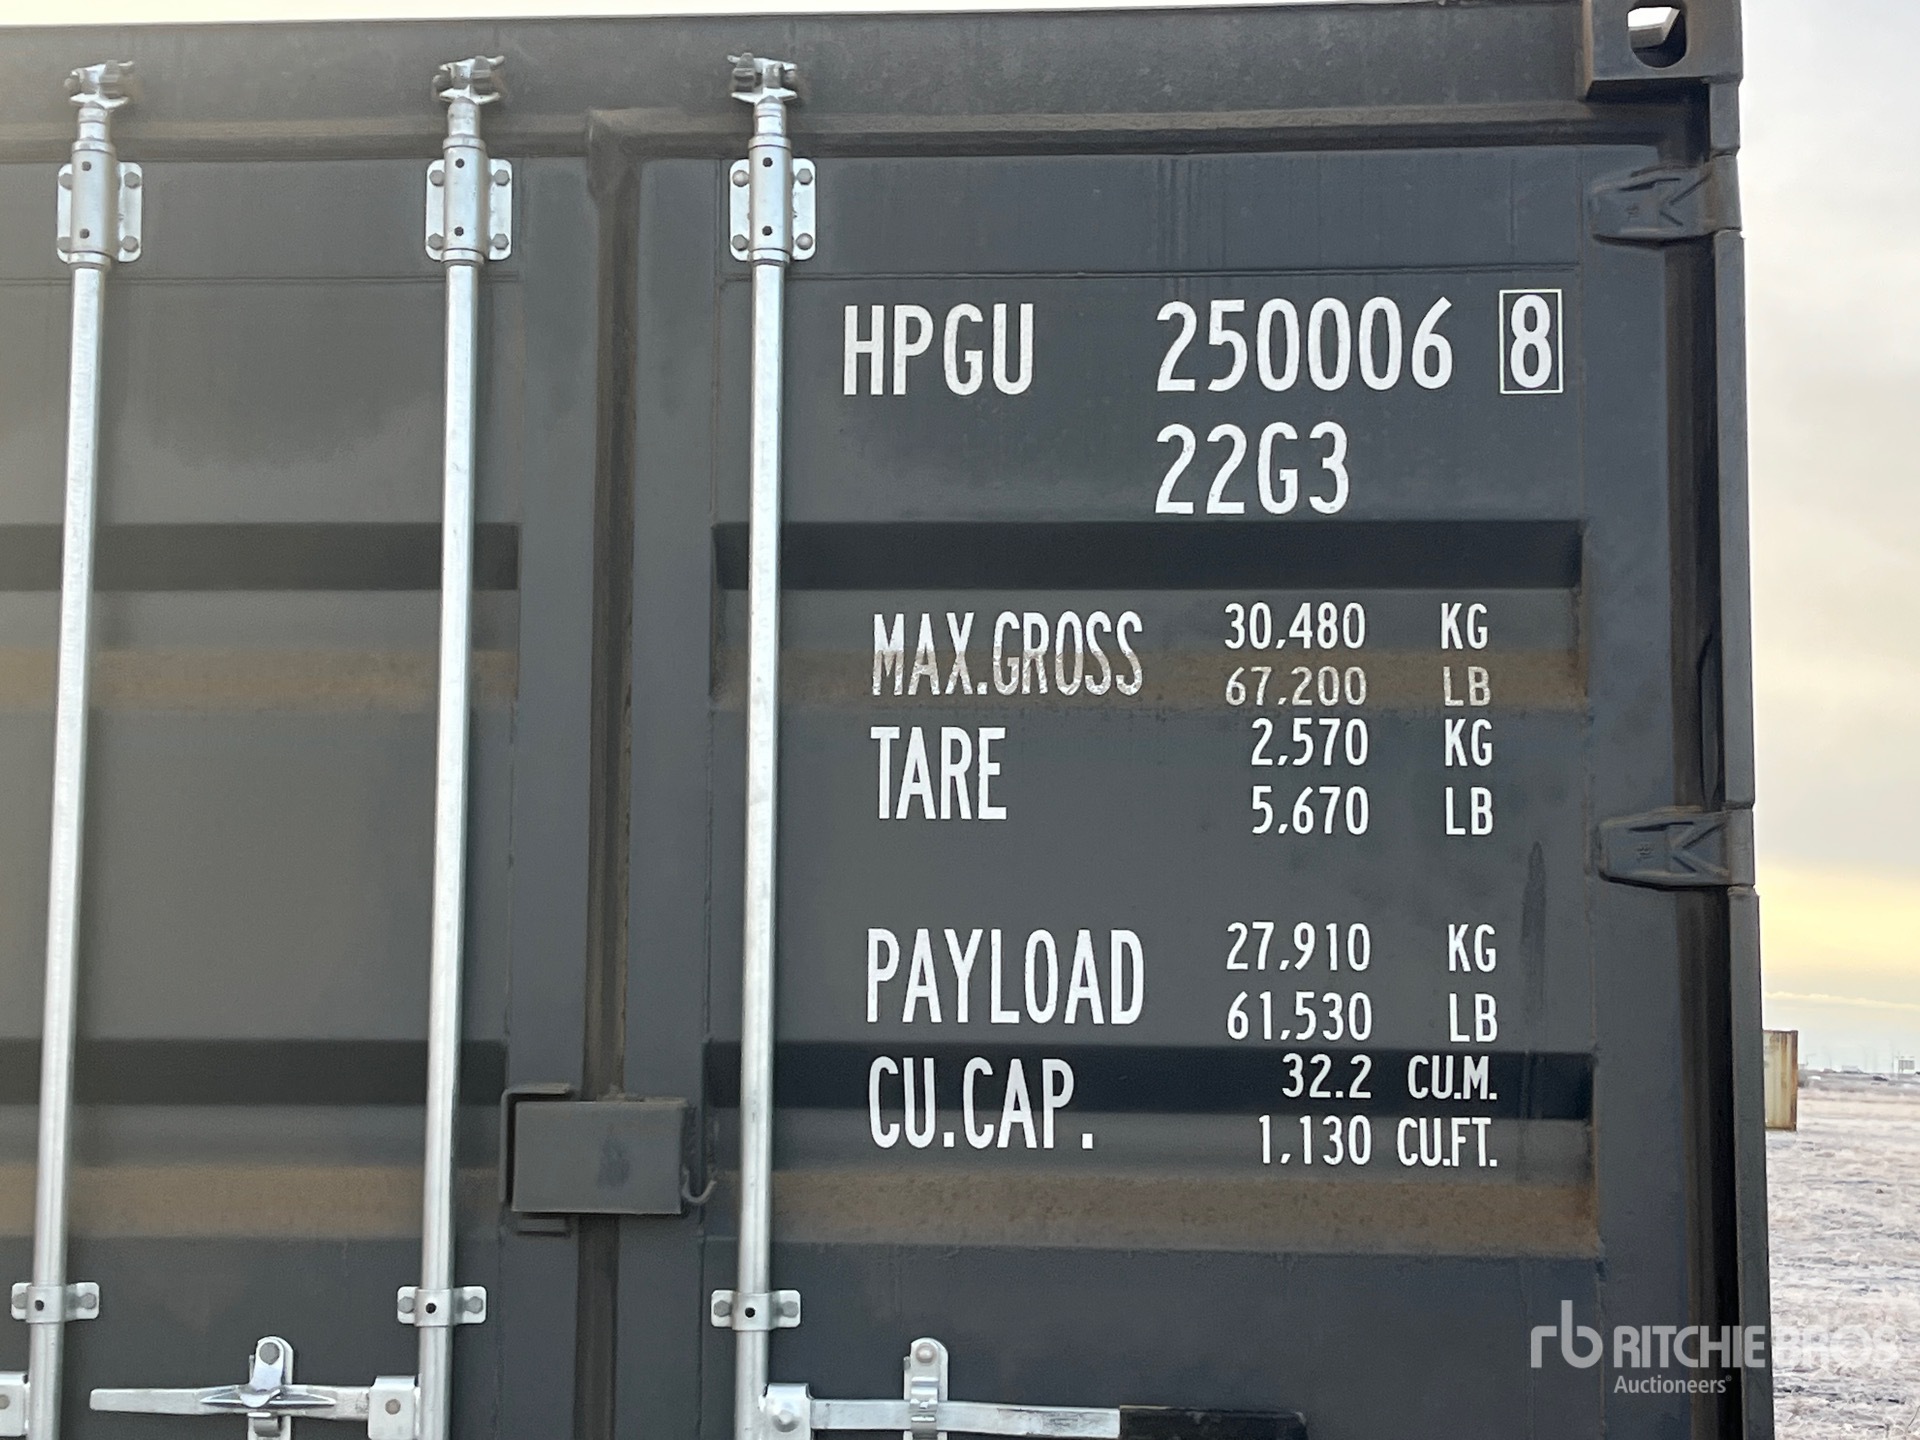 HPGU 250006 8
22G3
MAX.GROSS 30,480 KG
67,200 LB
TARE 2,570 KG
5,670 LB
PAYLOAD 27,910 KG
61,530 LB
CU.CAP. 32.2 CU.M.
1,130 CU.FT.
rb RITCHIE BROS
Auctioneers®